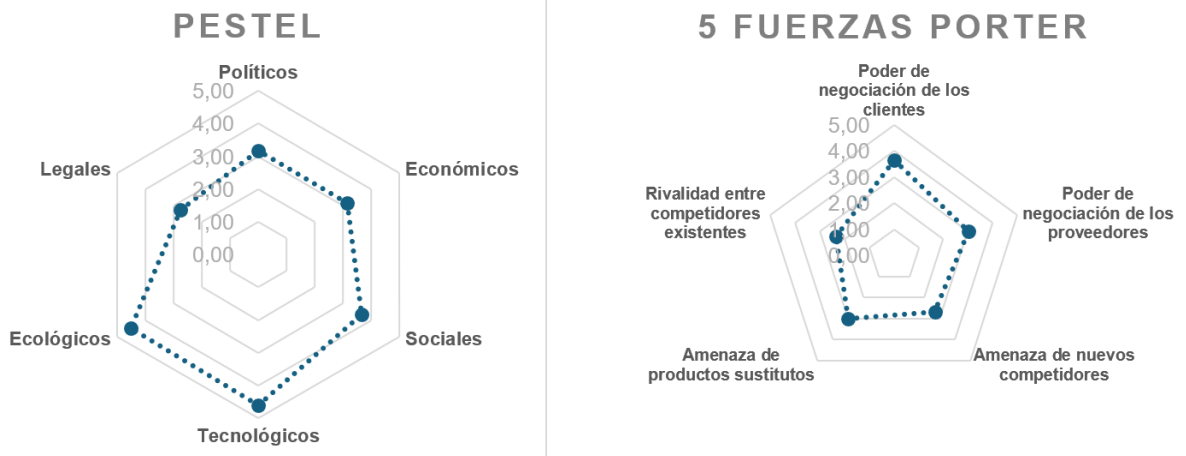 PESTEL
Políticos
5,00
4,00
3,00
2,00
1,00
0,00
Legales
Económicos
Ecológicos
Sociales
Tecnológicos
5 FUERZAS PORTER
Poder de
negociación de los
clientes
5,00
4,00
3,00
2,00
1,00
0,00
Rivalidad entre
competidores
existentes
Poder de
negociación de los
proveedores
Amenaza de
productos sustitutos
Amenaza de nuevos
competidores